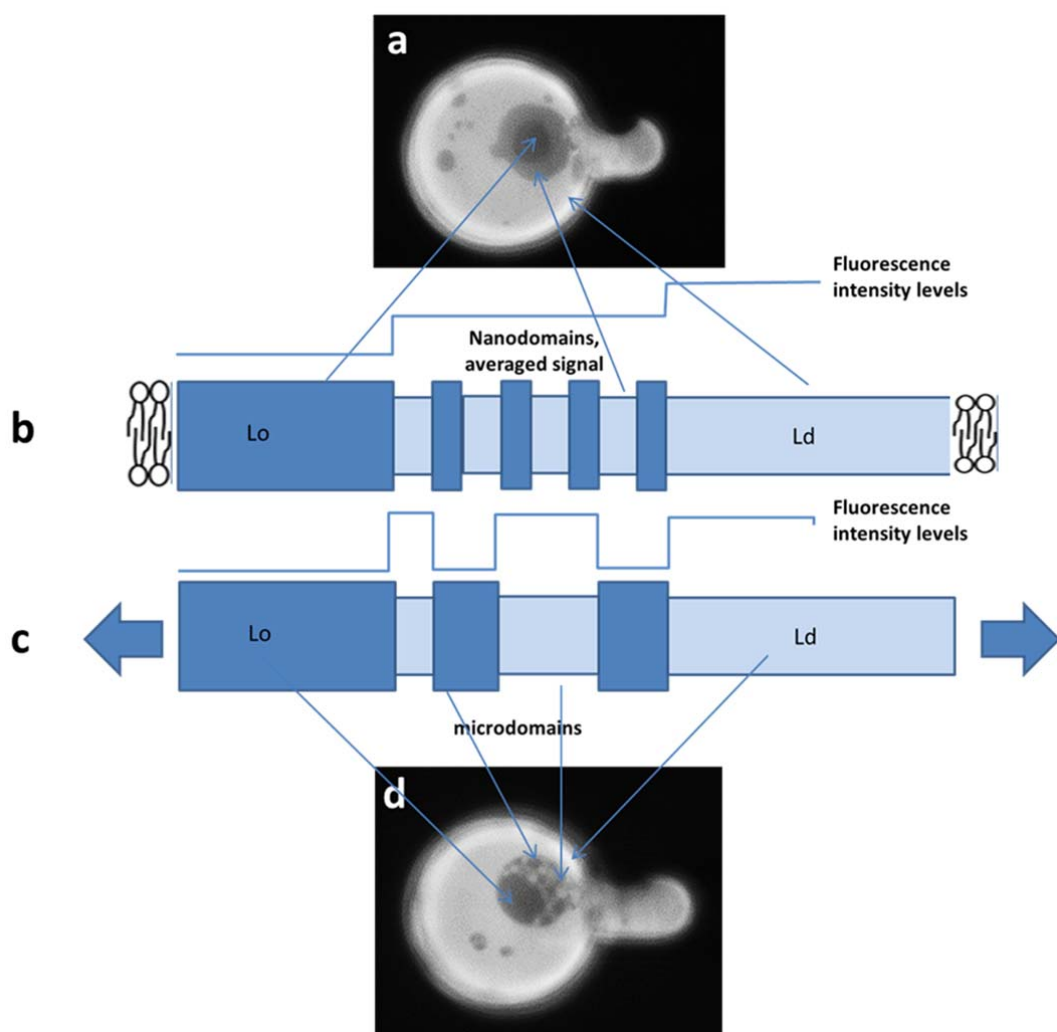 a
Fluorescence
intensity levels
Nanodomains,
averaged signal
b
Lo
Ld
Fluorescence
intensity levels
c
Lo
Ld
microdomains
d